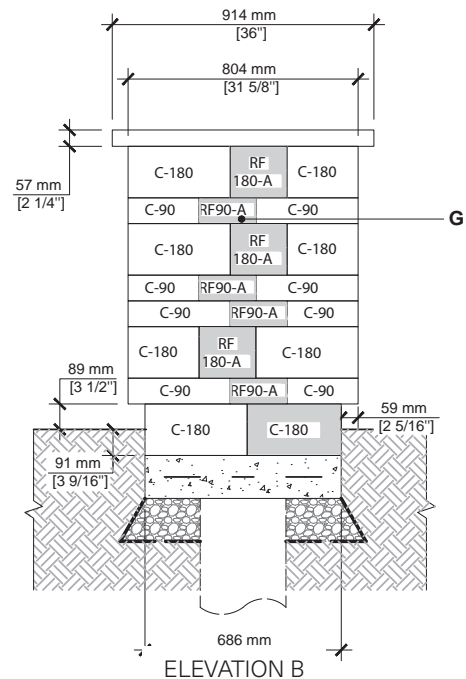 914 mm
[36"]
804 mm
[31 5/8"]
57 mm
[2 1/4"]
C-180
RF
180-A
C-180
C-90
RF90-A
C-90
G
C-180
RF
180-A
C-180
C-90
RF90-A
C-90
C-90
RF90-A
C-90
C-180
RF
180-A
C-180
89 mm
[3 1/2"]
C-90
RF90-A
C-90
59 mm
[2 5/16"]
C-180
C-180
91 mm
[3 9/16"]
686 mm
ELEVATION B